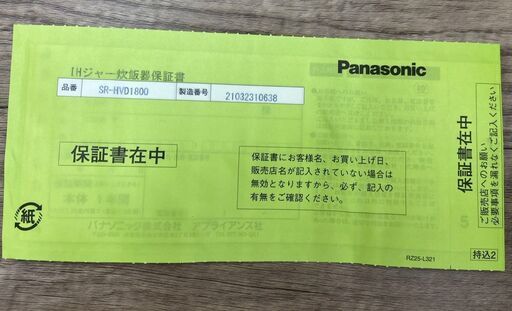 IHジャー炊飯器保証書
品番 SR-HVD1800 製造番号 21032310638
Panasonic
保証書在中
保証書にお客様名、お買い上げ日、
販売店名が記入されていない場合は
無効となりますから、必ず、記入の
有無をご確認ください。
紙
パナソニック株式会社 アプライアンス社
保証書在中
ご販売店へのお願い
必要事項を漏れなくご記入ください
RZ25-L321
持込2